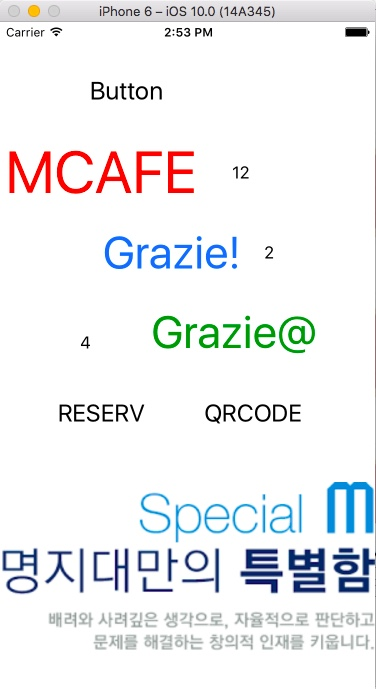 iPhone 6 – iOS 10.0 (14A345)
Carrier 2:53 PM
Button
MCAFE 12
Grazie! 2
4 Grazie@
RESERV QRCODE
Special M
명지대만의 특별함
배려와 사려깊은 생각으로, 자율적으로 판단하고
문제를 해결하는 창의적 인재를 키웁니다.